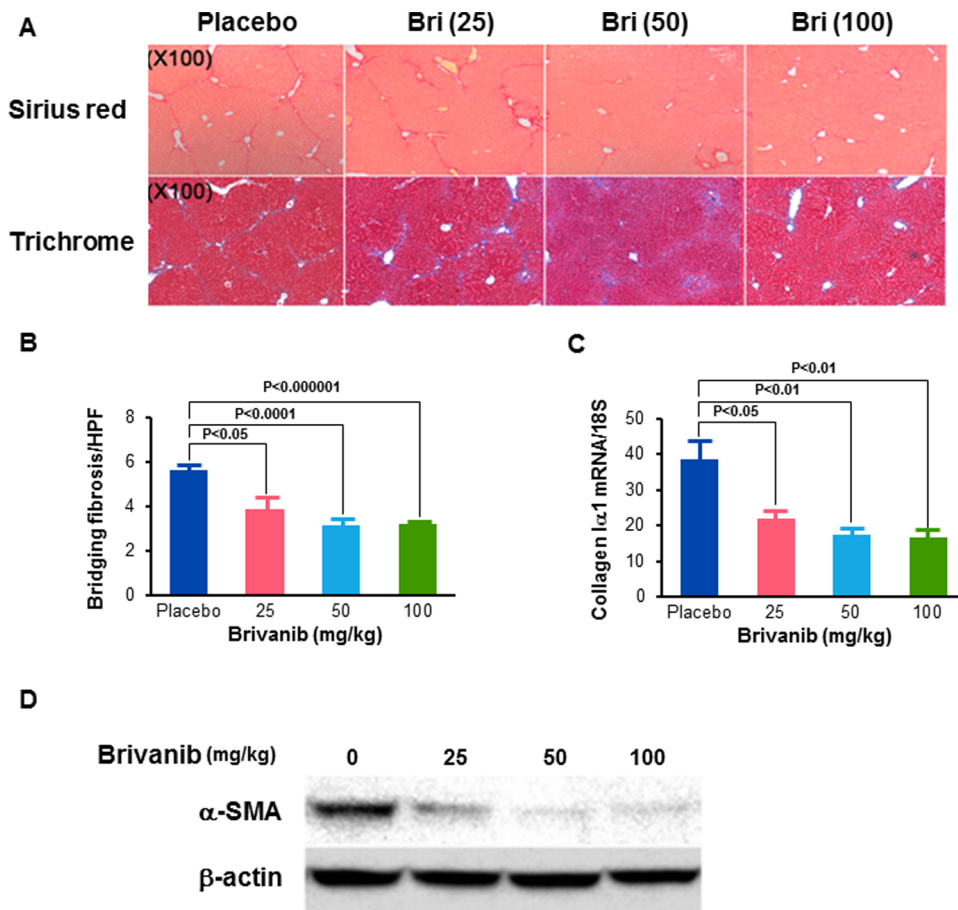 A
Placebo Bri (25) Bri (50) Bri (100)
(X100)
Sirius red
(X100)
Trichrome
B
P<0.000001
P<0.0001
P<0.05
Bridging fibrosis/HPF
8
6
4
2
0
Placebo 25 50 100
Brivanib (mg/kg)
C
P<0.01
P<0.01
P<0.05
Collagen Iα1 mRNA/18S
50
40
30
20
10
0
Placebo 25 50 100
Brivanib (mg/kg)
D
Brivanib (mg/kg) 0 25 50 100
α-SMA
β-actin